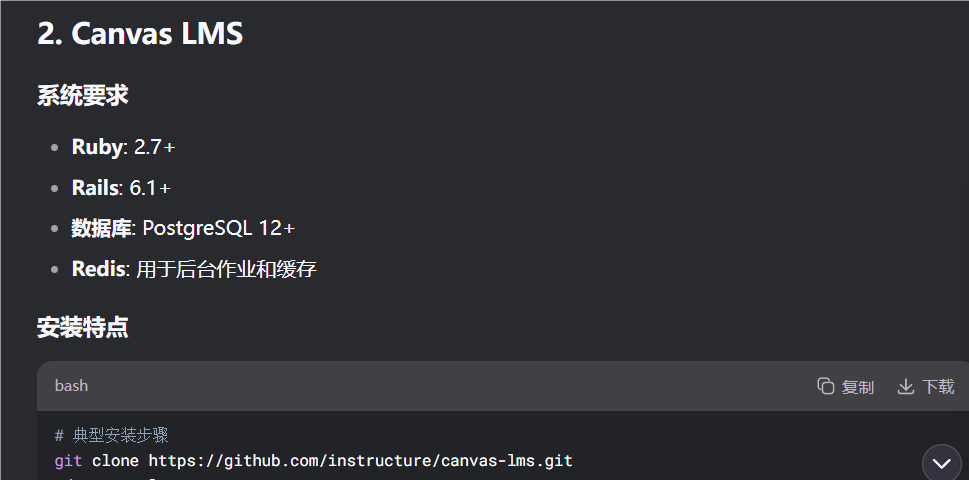 2. Canvas LMS
系统要求
Ruby: 2.7+
Rails: 6.1+
数据库: PostgreSQL 12+
Redis: 用于后台作业和缓存
安装特点
bash 复制 下载
# 典型安装步骤
git clone https://github.com/instructure/canvas-lms.git